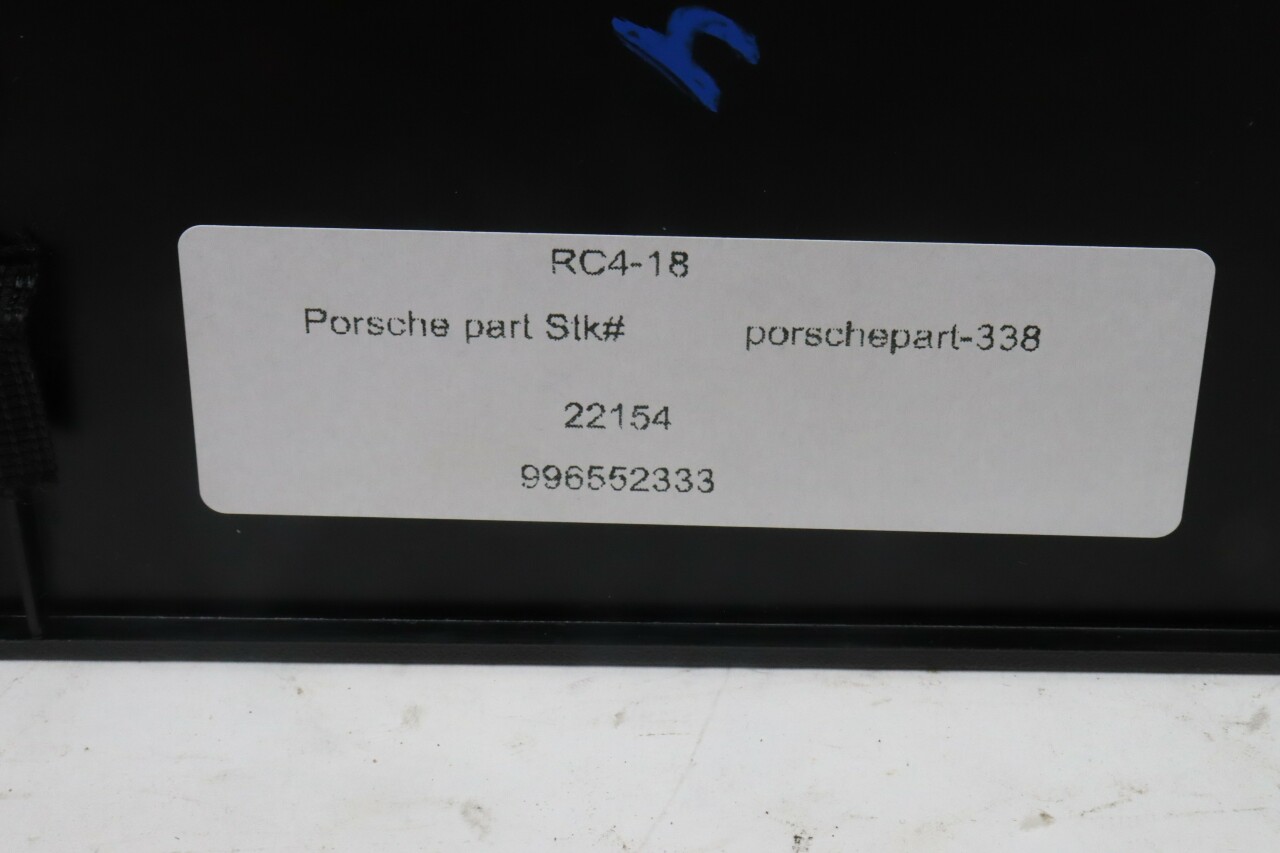 RC4-18
Porsche part Stk# porschepart-338
22154
996552333